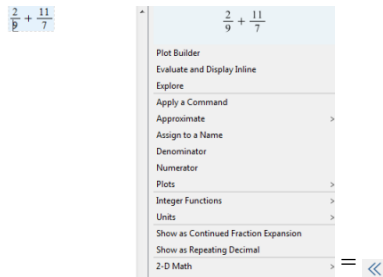 2/9 + 11/7
2/9 + 11/7
Plot Builder
Evaluate and Display Inline
Explore
Apply a Command
Approximate >
Assign to a Name
Denominator
Numerator
Plots >
Integer Functions >
Units >
Show as Continued Fraction Expansion
Show as Repeating Decimal
2-D Math >
= «